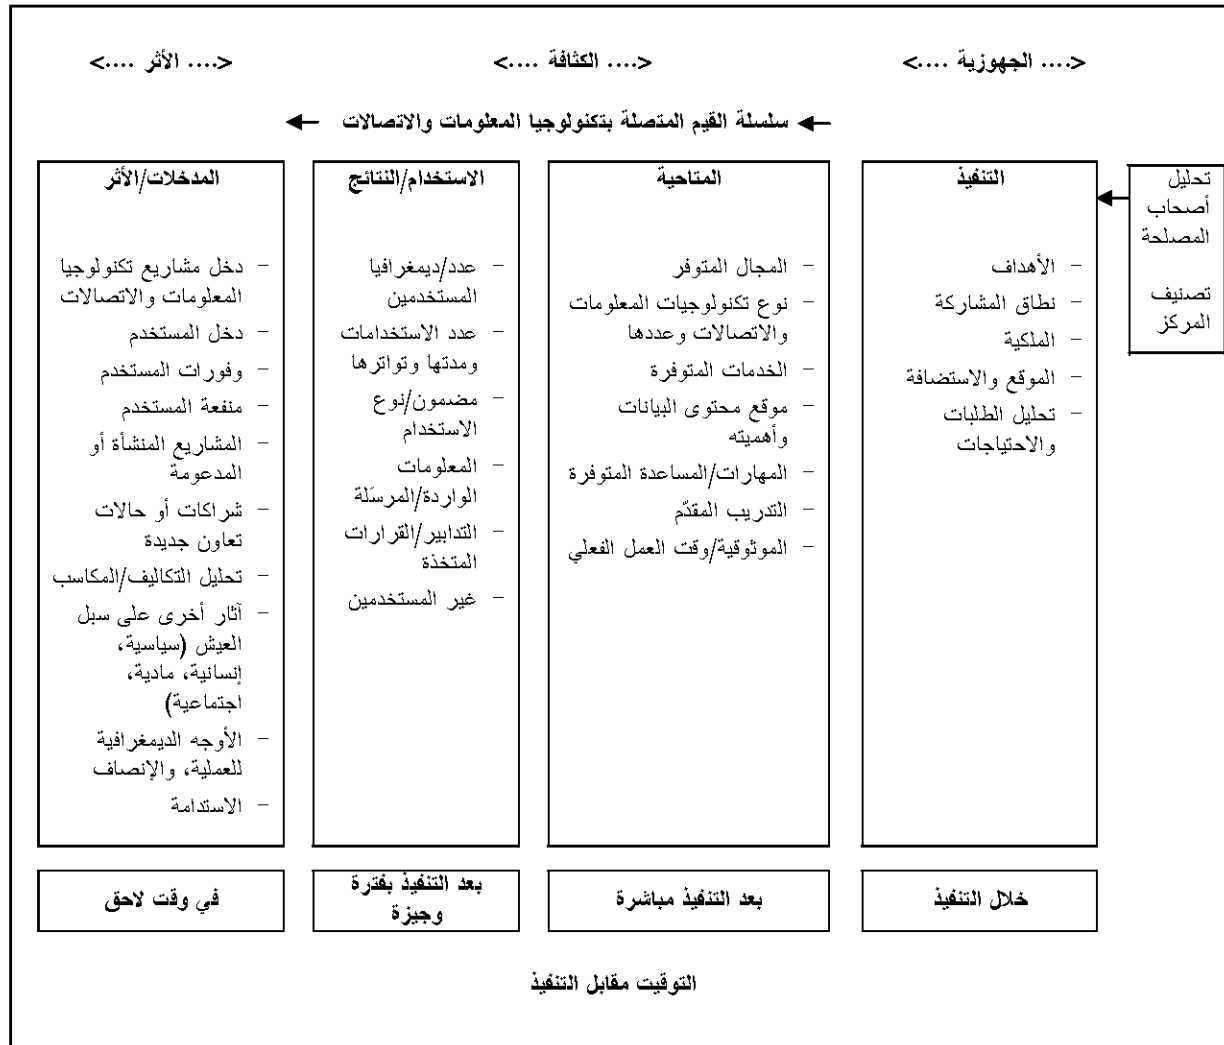 <.... الجهوزية ....>
<.... الكثافة ....>
<.... الأثر ....>
سلسلة القيم المتصلة بتكنولوجيا المعلومات والاتصالات
تحليل
أصحاب
المصلحة
تصنيف
المركز
التنفيذ
- الأهداف
- نطاق المشاركة
- الملكية
- الموقع والاستضافة
- تحليل الطلبات
والاحتياجات
خلال التنفيذ
المتاحية
- المجال المتوفر
- نوع تكنولوجيات المعلومات
والاتصالات وعددها
- الخدمات المتوفرة
- موقع محتوى البيانات
وأهميته
- المهارات/المساعدة المتوفرة
- التدريب المقدّم
- الموثوقية/وقت العمل الفعلي
بعد التنفيذ مباشرة
الاستخدام/النتائج
- عدد/ديمغرافيا
المستخدمين
- عدد الاستخدامات
ومدتها وتواترها
- مضمون/نوع
الاستخدام
- المعلومات
الواردة/المرسَلة
- التدابير/القرارات
المتخذة
- غير المستخدمين
بعد التنفيذ بفترة
وجيزة
المدخلات/الأثر
- دخل مشاريع تكنولوجيا
المعلومات والاتصالات
- دخل المستخدم
- وفورات المستخدم
- منفعة المستخدم
- المشاريع المنشأة أو
المدعومة
- شراكات أو حالات
تعاون جديدة
- تحليل التكاليف/المكاسب
- آثار أخرى على سبل
العيش (سياسية،
إنسانية، مادية،
اجتماعية)
- الأوجه الديمغرافية
للعملية، والإنصاف
- الاستدامة
في وقت لاحق
التوقيت مقابل التنفيذ